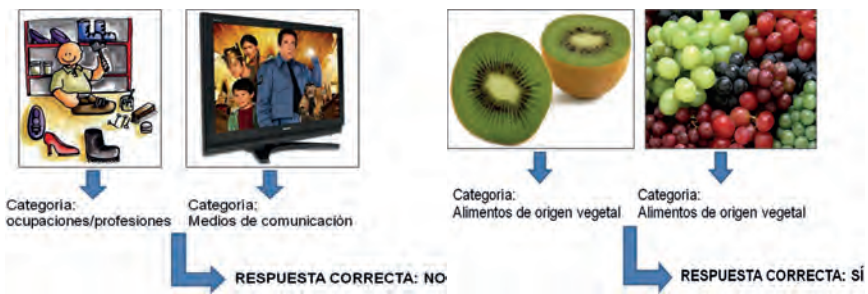 Categoria:
ocupaciones/profesiones
Categoria:
Medios de comunicación
RESPUESTA CORRECTA: NO
Categoria:
Alimentos de origen vegetal
Categoria:
Alimentos de origen vegetal
RESPUESTA CORRECTA: SÍ